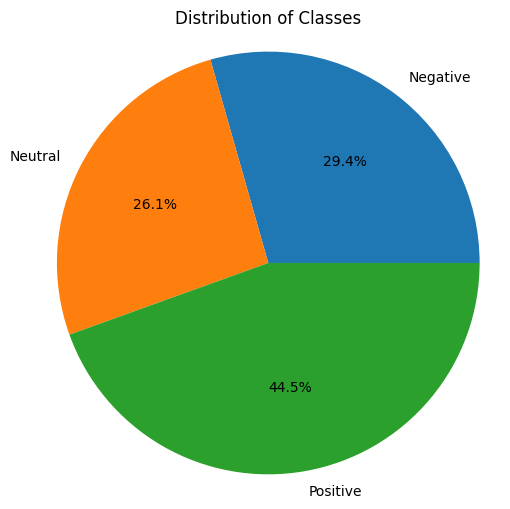 Distribution of Classes
Negative
29.4%
Neutral
26.1%
44.5%
Positive